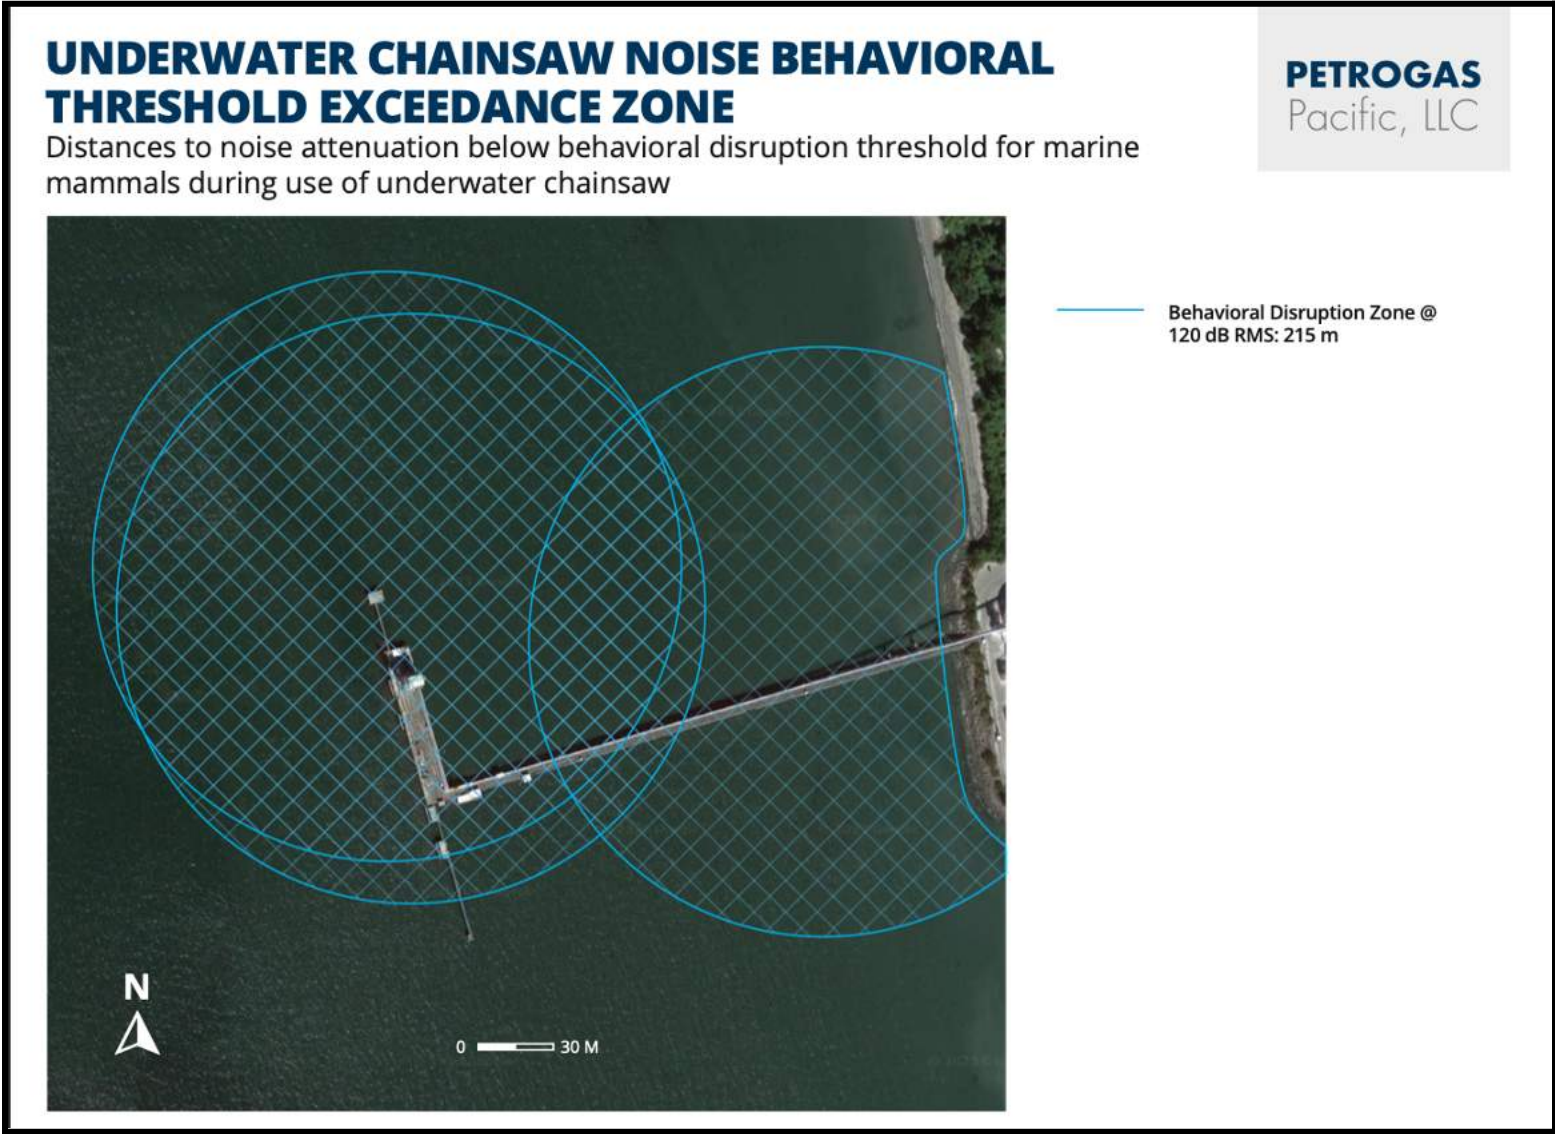 UNDERWATER CHAINSAW NOISE BEHAVIORAL
THRESHOLD EXCEEDANCE ZONE
Distances to noise attenuation below behavioral disruption threshold for marine
mammals during use of underwater chainsaw
PETROGAS
Pacific, LLC
Behavioral Disruption Zone @
120 dB RMS: 215 m
N
0 30 M